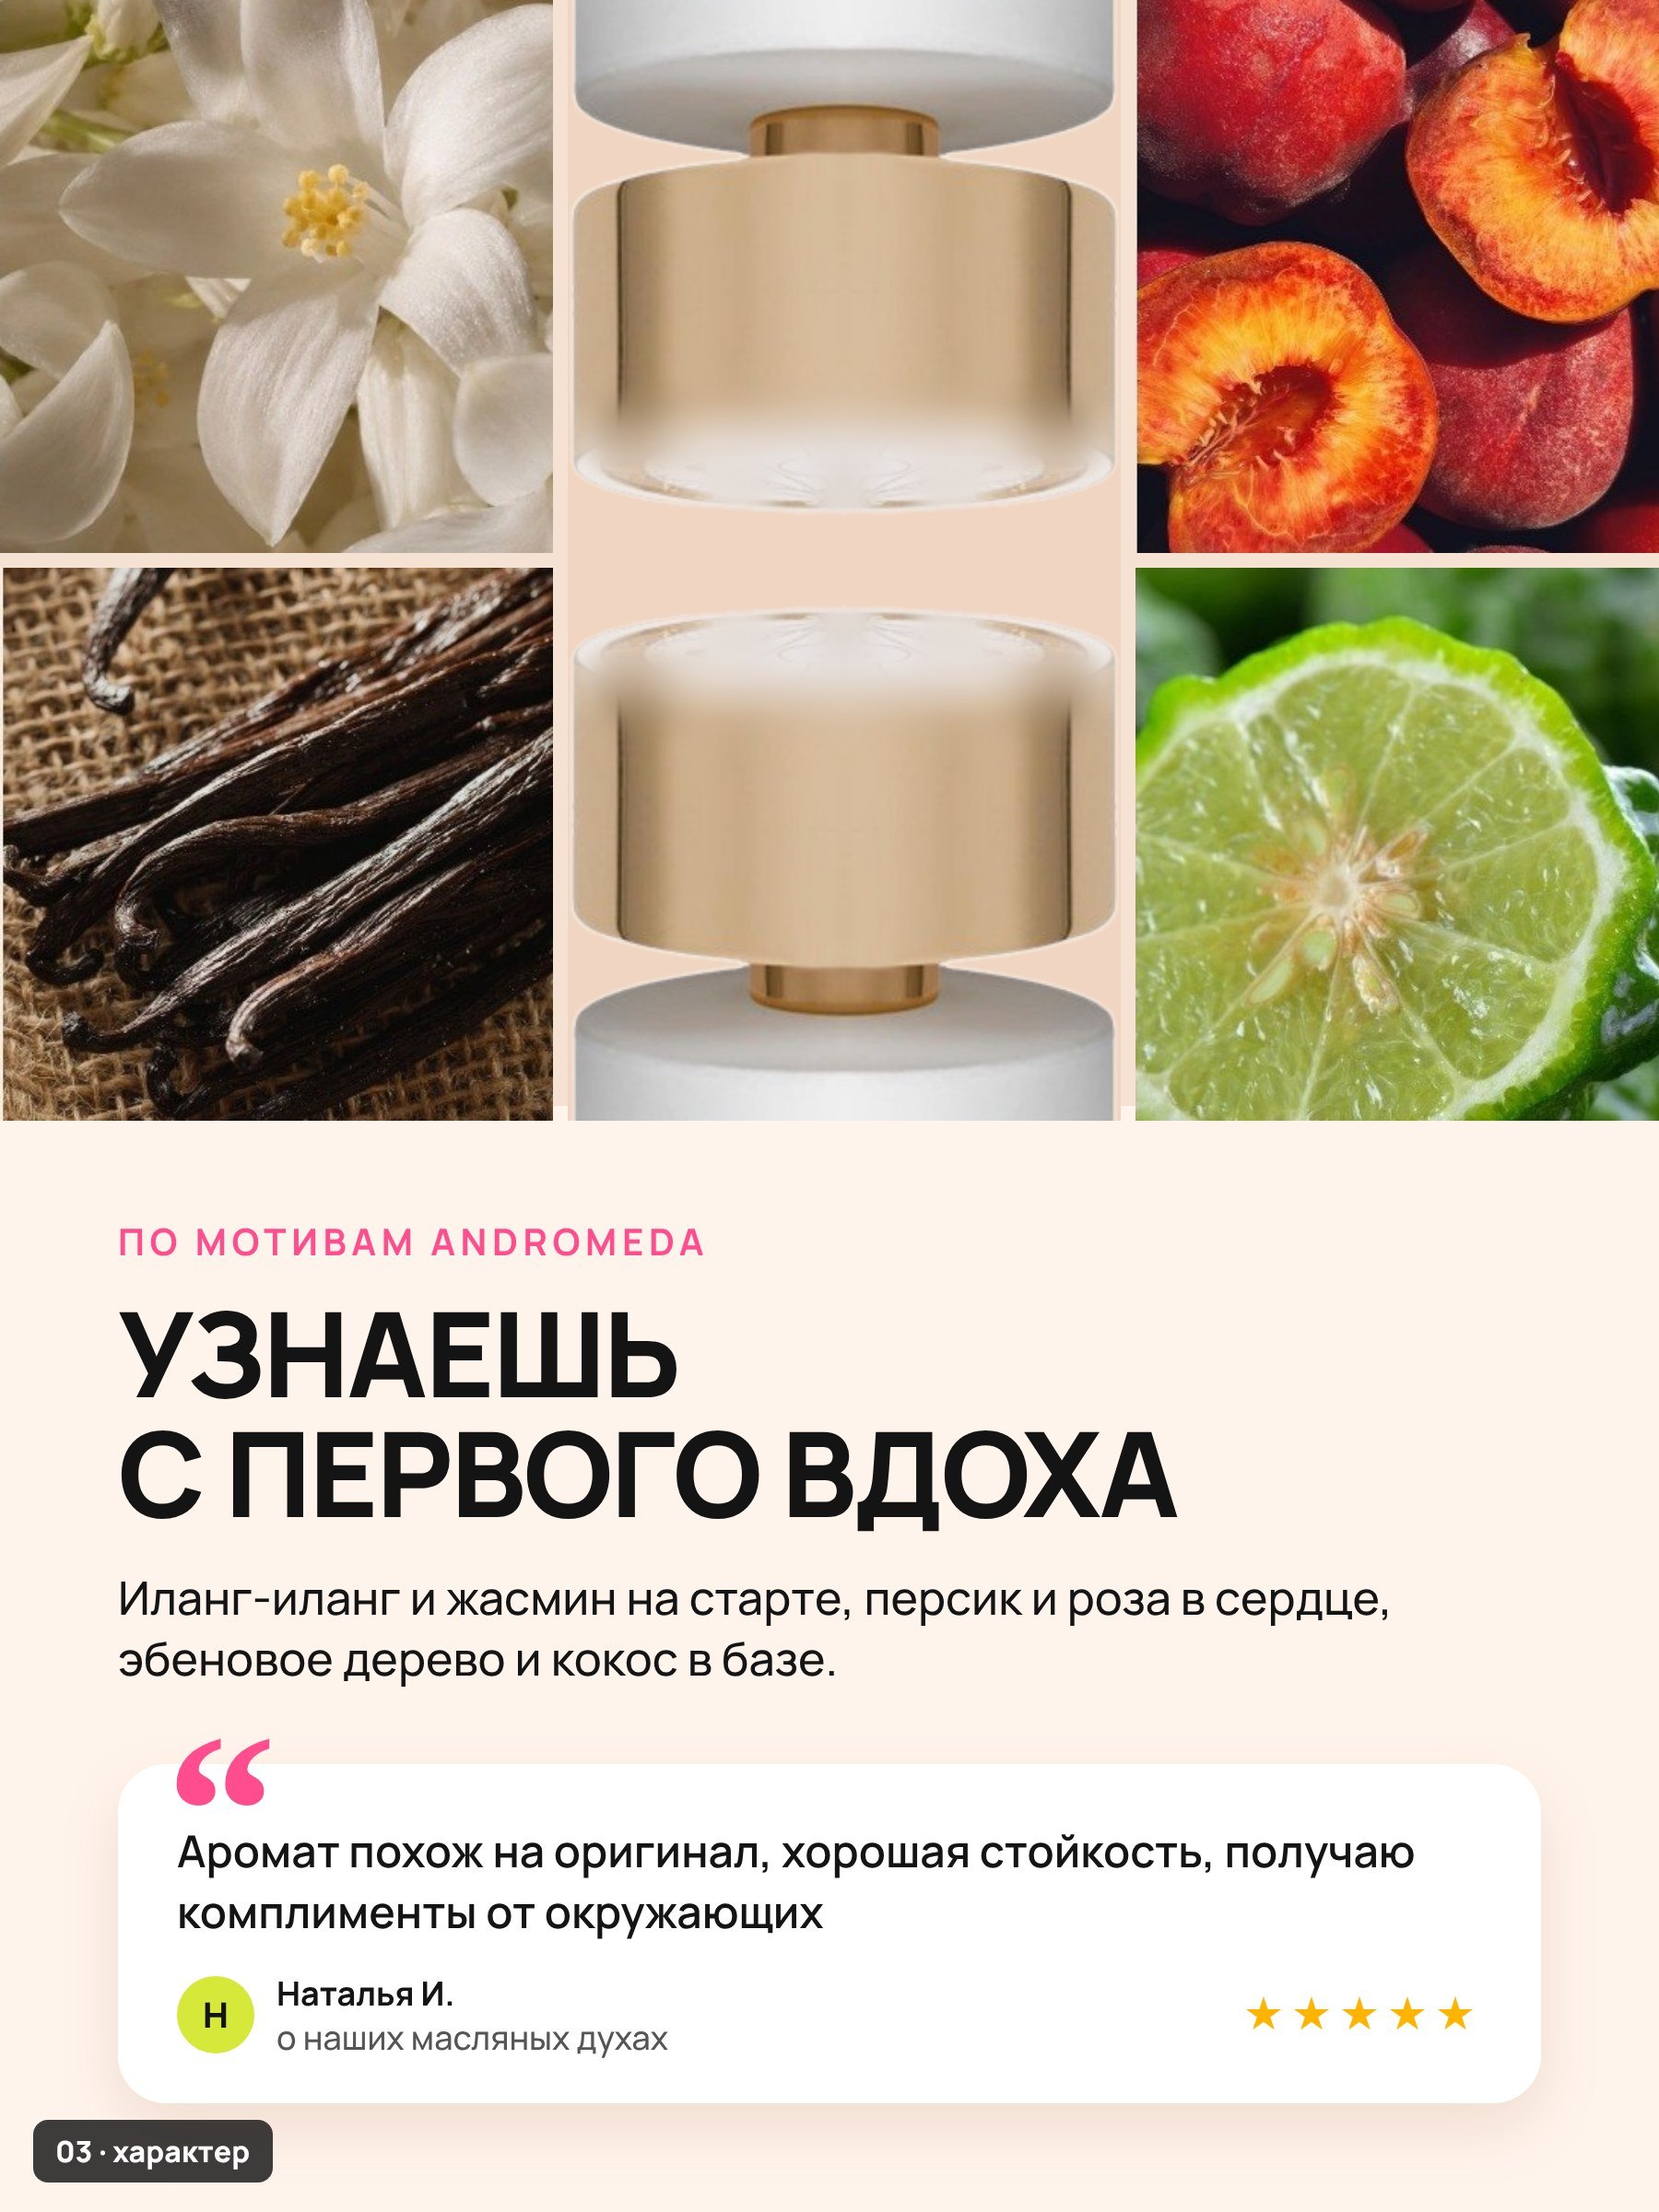 ПО МОТИВАМ ANDROMEDA
УЗНАЕШЬ
С ПЕРВОГО ВДОХА
Иланг-иланг и жасмин на старте, персик и роза в сердце,
эбеновое дерево и кокос в базе.
“
Аромат похож на оригинал, хорошая стойкость, получаю
комплименты от окружающих
Н
Наталья И.
о наших масляных духах
★★★★★
03 · характер